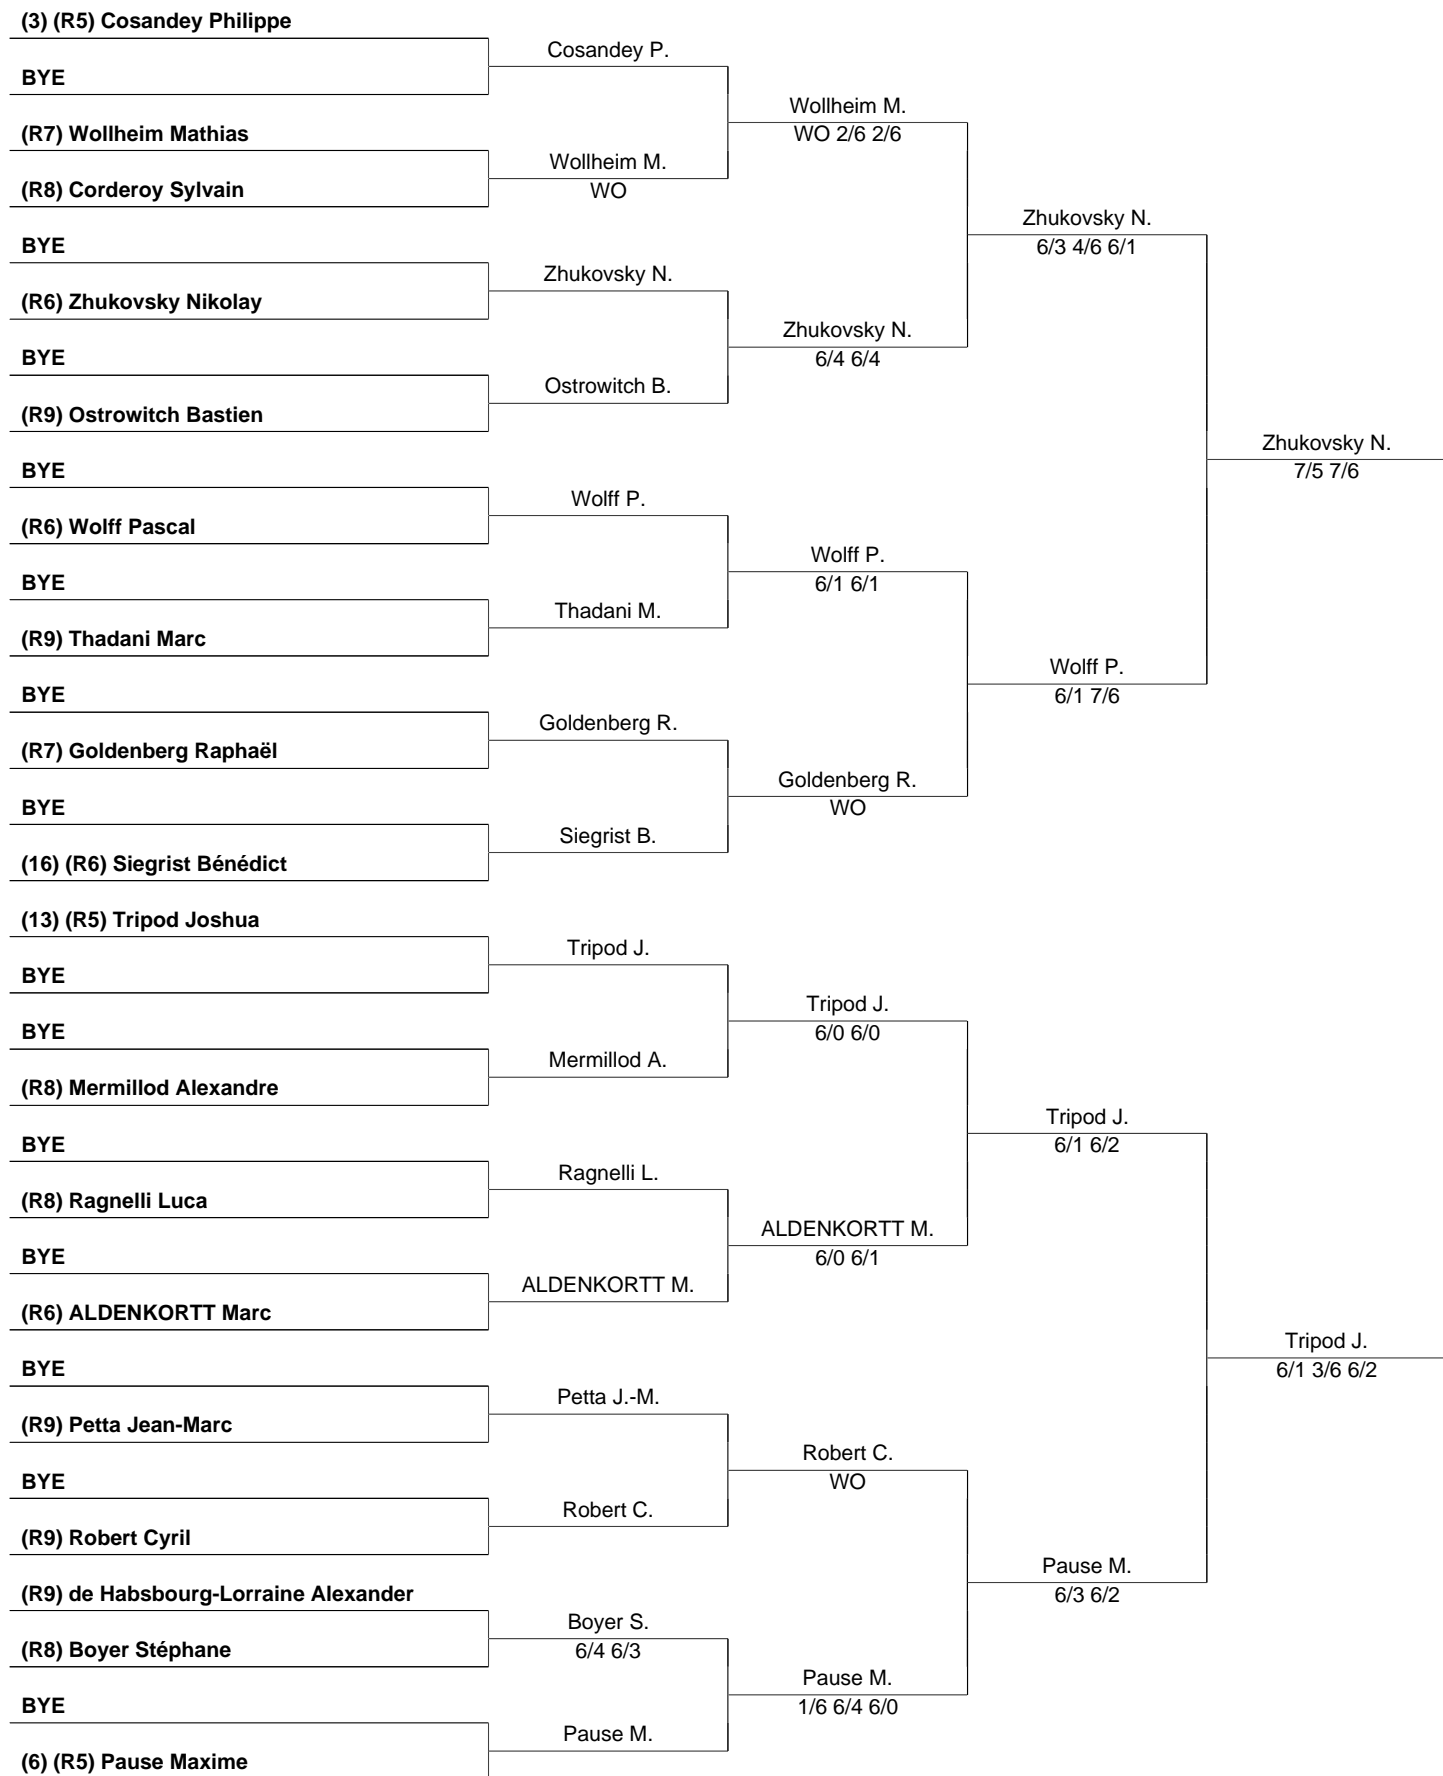 (3) (R5) Cosandey Philippe
Cosandey P.
BYE
Wollheim M.
(R7) Wollheim Mathias
WO 2/6 2/6
Wollheim M.
(R8) Corderoy Sylvain
WO
Zhukovsky N.
BYE
6/3 4/6 6/1
Zhukovsky N.
(R6) Zhukovsky Nikolay
Zhukovsky N.
BYE
6/4 6/4
Ostrowitch B.
(R9) Ostrowitch Bastien
Zhukovsky N.
BYE
7/5 7/6
Wolff P.
(R6) Wolff Pascal
Wolff P.
BYE
6/1 6/1
Thadani M.
(R9) Thadani Marc
Wolff P.
BYE
6/1 7/6
Goldenberg R.
(R7) Goldenberg Raphaël
Goldenberg R.
BYE
WO
Siegrist B.
(16) (R6) Siegrist Bénédict
(13) (R5) Tripod Joshua
Tripod J.
BYE
Tripod J.
BYE
6/0 6/0
Mermillod A.
(R8) Mermillod Alexandre
Tripod J.
BYE
6/1 6/2
Ragnelli L.
(R8) Ragnelli Luca
ALDENKORTT M.
BYE
6/0 6/1
ALDENKORTT M.
(R6) ALDENKORTT Marc
Tripod J.
BYE
6/1 3/6 6/2
Petta J.-M.
(R9) Petta Jean-Marc
Robert C.
BYE
WO
Robert C.
(R9) Robert Cyril
Pause M.
(R9) de Habsbourg-Lorraine Alexander
6/3 6/2
Boyer S.
(R8) Boyer Stéphane
6/4 6/3
Pause M.
BYE
1/6 6/4 6/0
Pause M.
(6) (R5) Pause Maxime